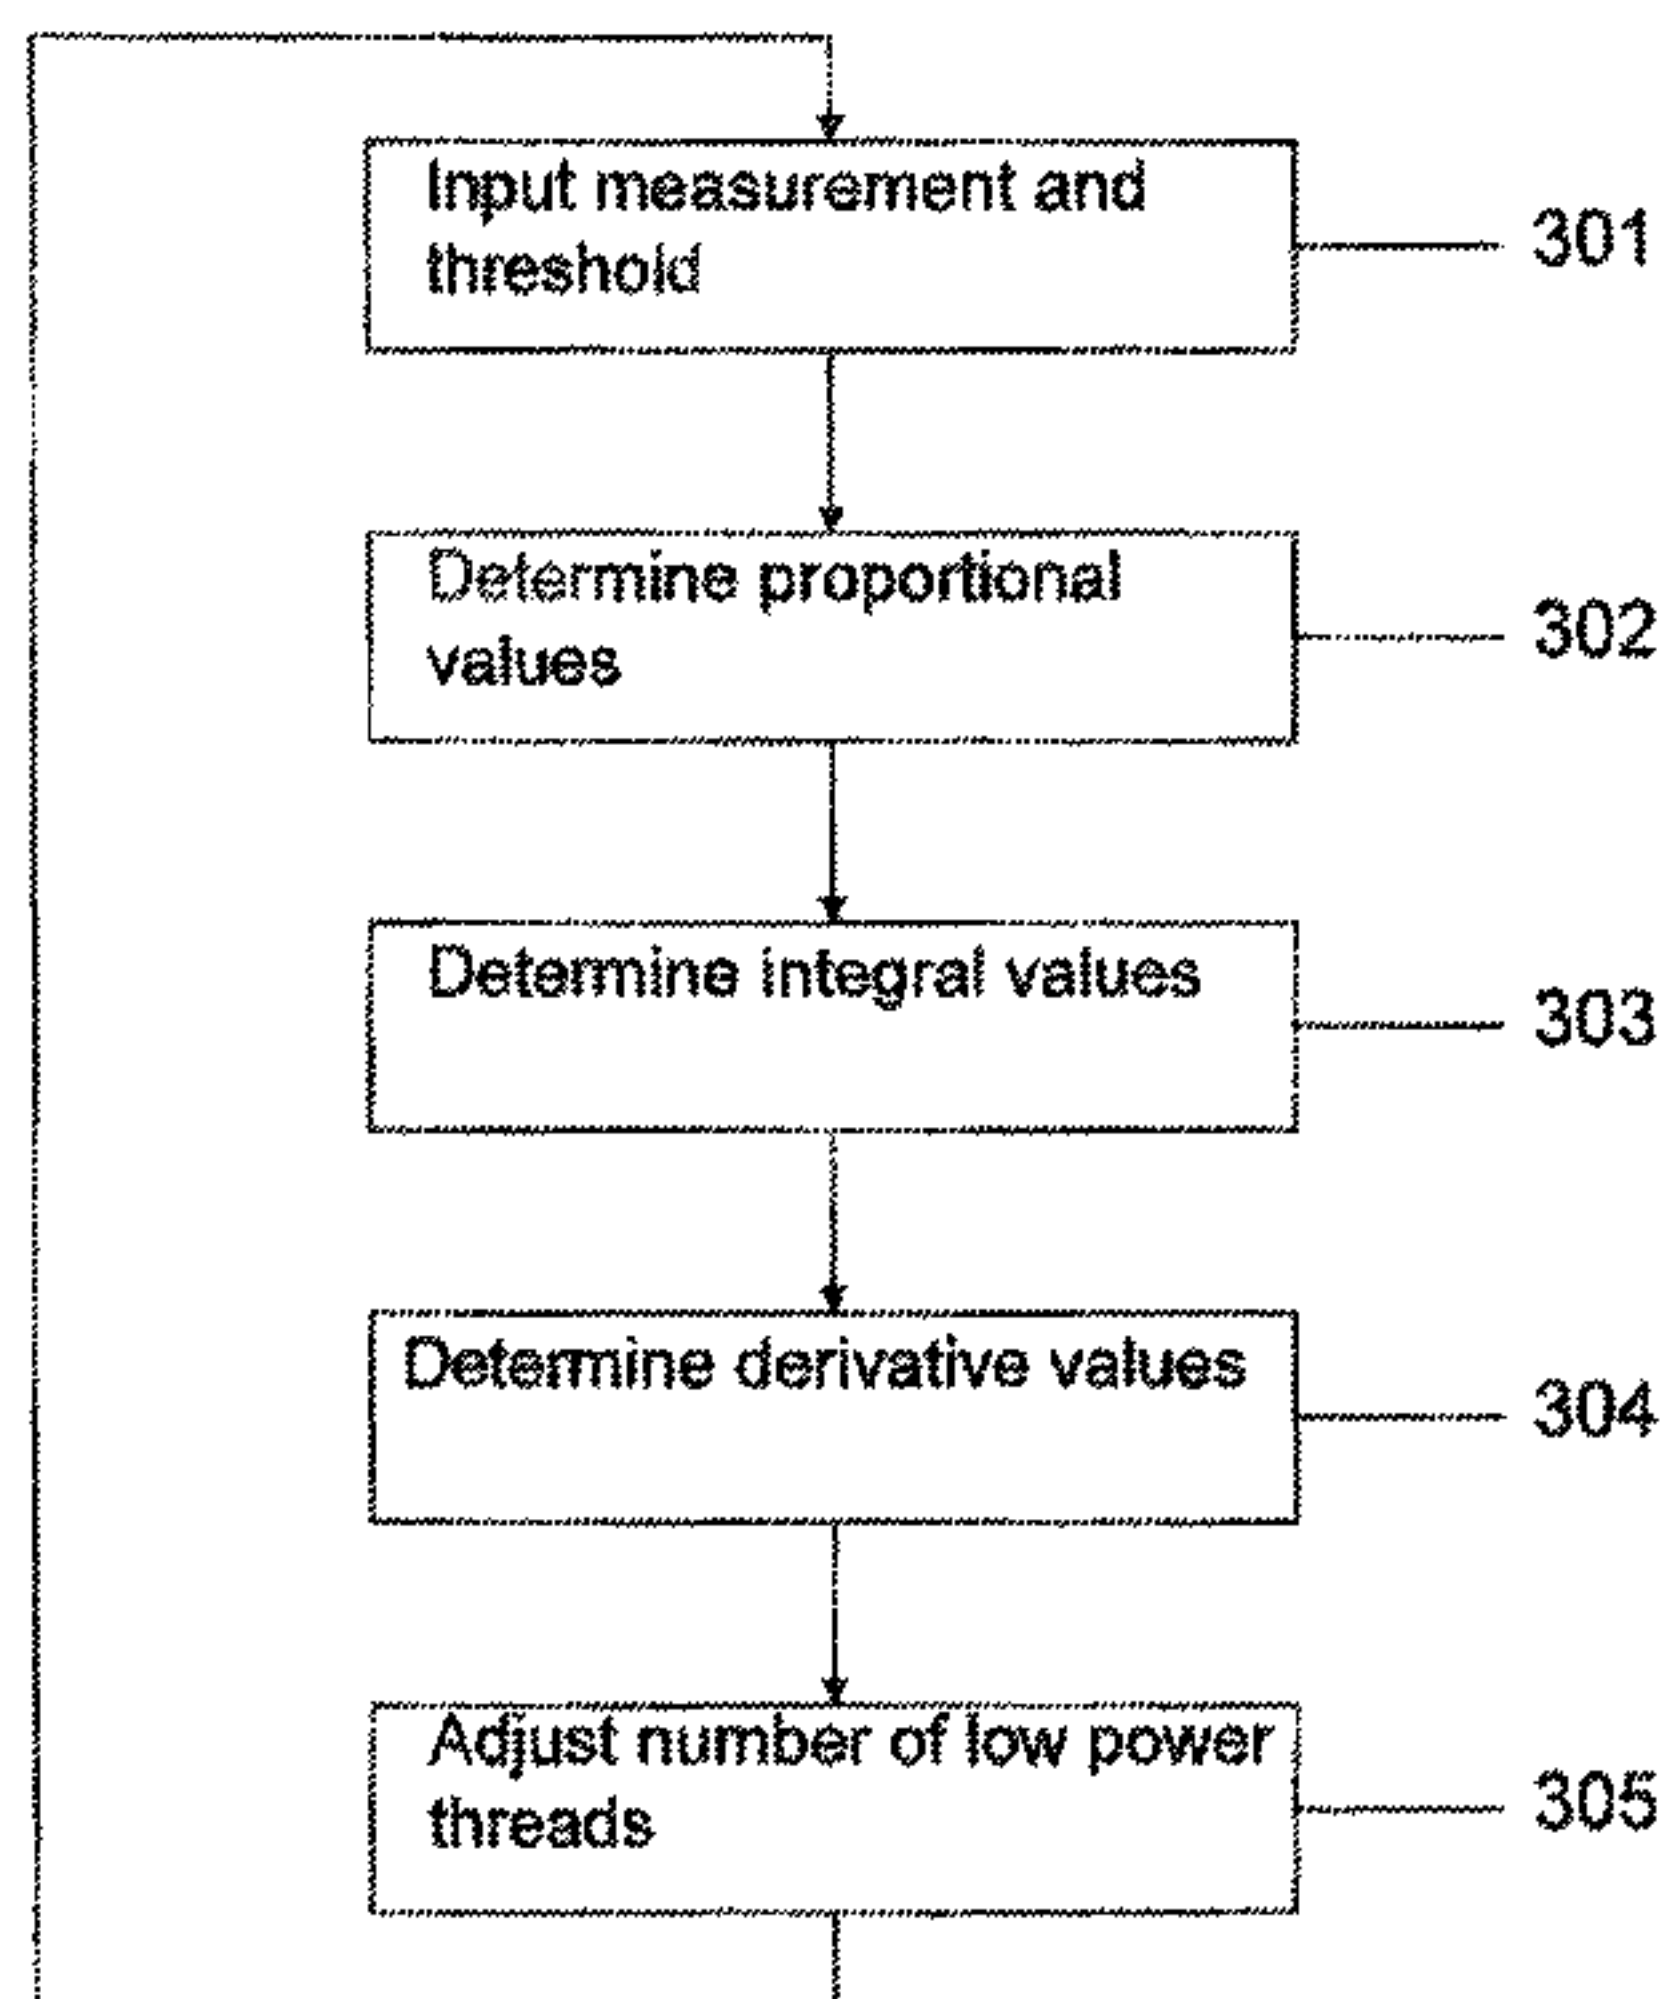 Input measurement and
threshold
301
Determine proportional
values
302
Determine integral values
303
Determine derivative values
304
Adjust number of low power
threads
305